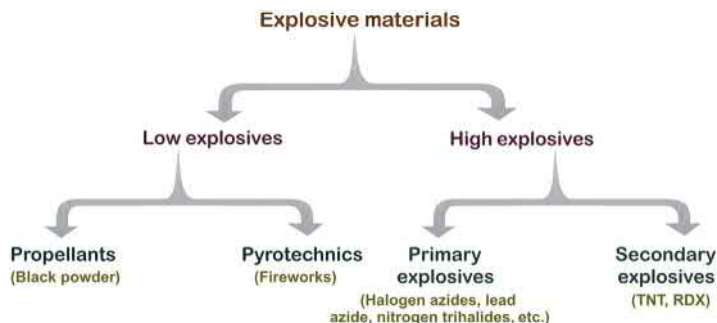 Explosive materials
Low explosives
High explosives
Propellants
(Black powder)
Pyrotechnics
(Fireworks)
Primary
explosives
(Halogen azides, lead
azide, nitrogen trihalides, etc.)
Secondary
explosives
(TNT, RDX)